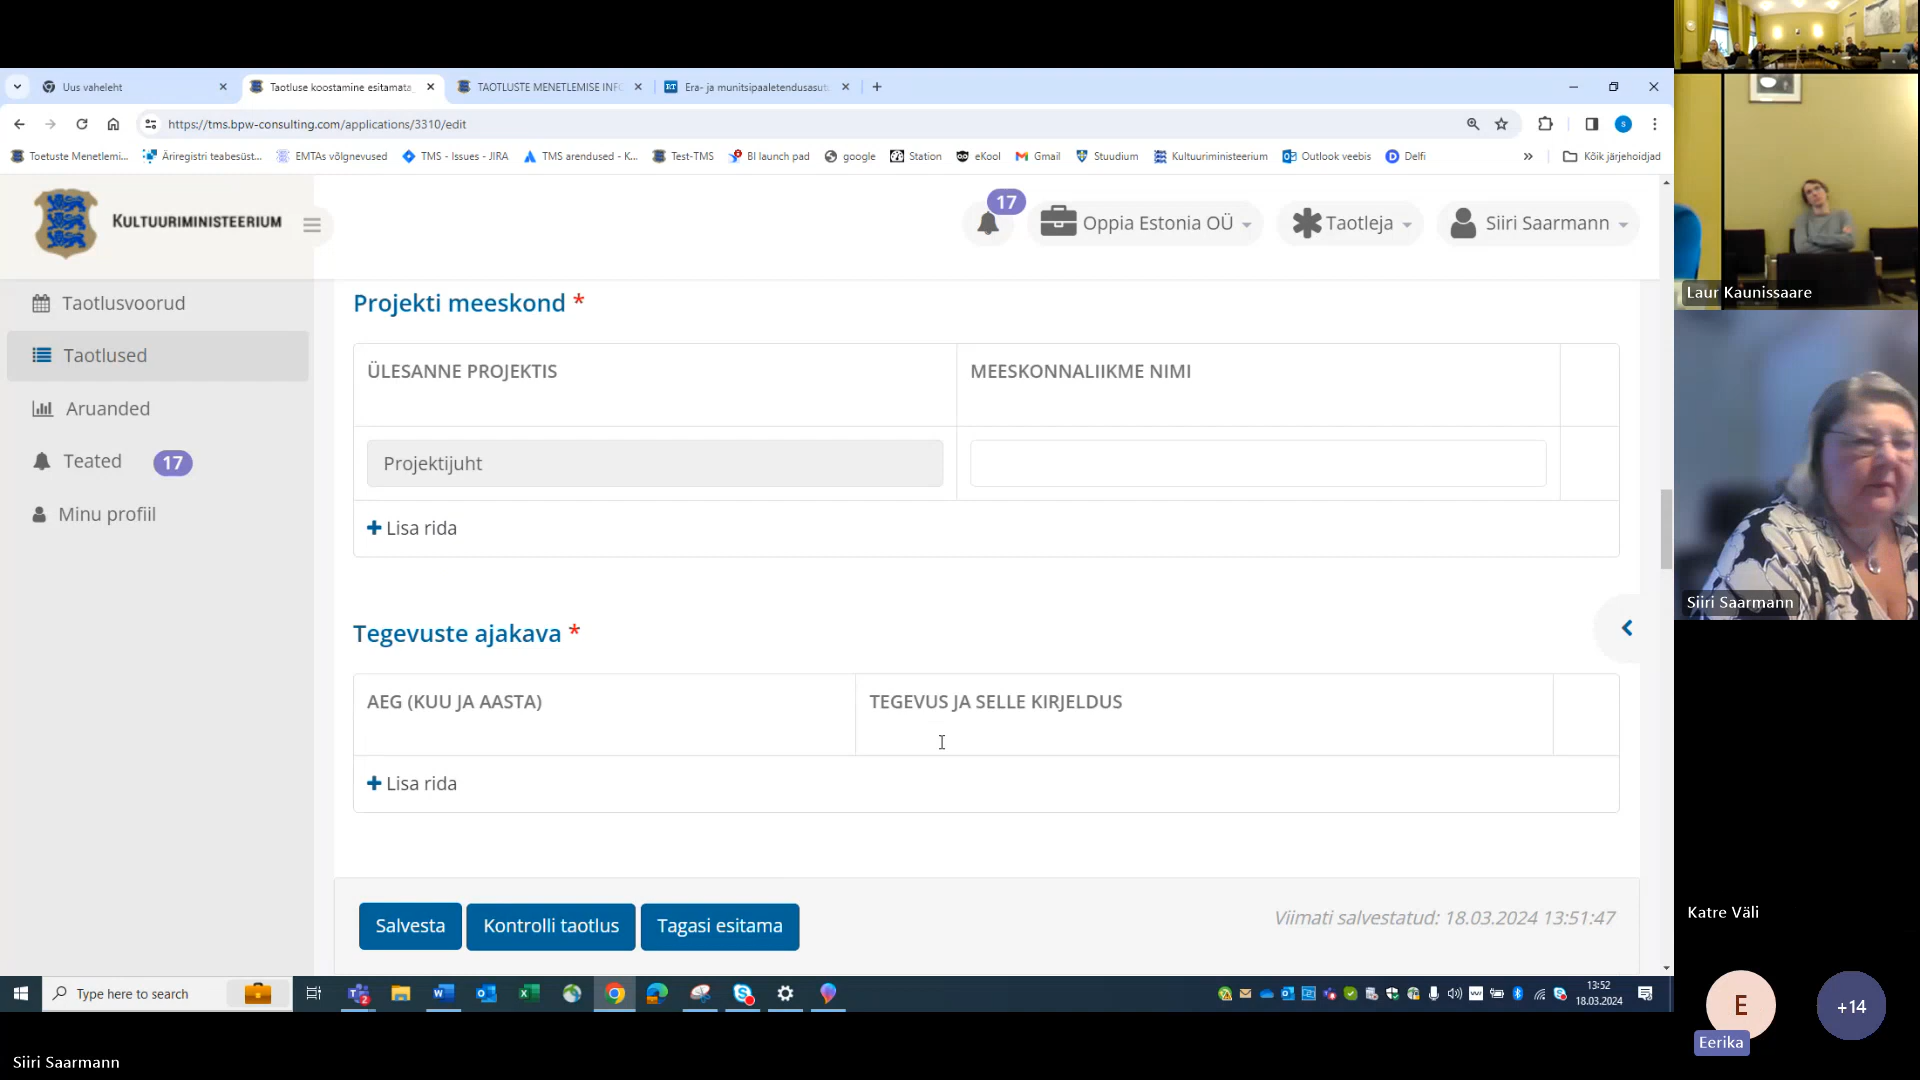 Uus vaheleht
Taotluse koostamine esitamata
TAOTLUSTE MENETLEMISE INFO
Era- ja munitsipaaletendusasut
https://tms.bpw-consulting.com/applications/3310/edit
Toetuste Menetlemi...
Äriregistri teabesüst...
EMTAs võlgnevused
TMS - Issues - JIRA
TMS arendused - K...
Test-TMS
BI launch pad
google
Station
eKool
Gmail
Stuudium
Kultuuriministeerium
Outlook veebis
Delfi
Kõik järjehoidjad
KULTUURIMINISTEERIUM
17
Oppia Estonia OÜ
Taotleja
Siiri Saarmann
Taotlusvoorud
Taotlused
Aruanded
Teated 17
Minu profiil
Projekti meeskond *
ÜLESANNE PROJEKTIS
MEESKONNALIIKME NIMI
Projektijuht
Lisa rida
Tegevuste ajakava *
AEG (KUU JA AASTA)
TEGEVUS JA SELLE KIRJELDUS
Lisa rida
Salvesta
Kontrolli taotlus
Tagasi esitama
Viimati salvestatud: 18.03.2024 13:51:47
Type here to search
13:52
18.03.2024
Laur Kaunissaare
Siiri Saarmann
Katre Väli
E
+14
Eerika
Siiri Saarmann